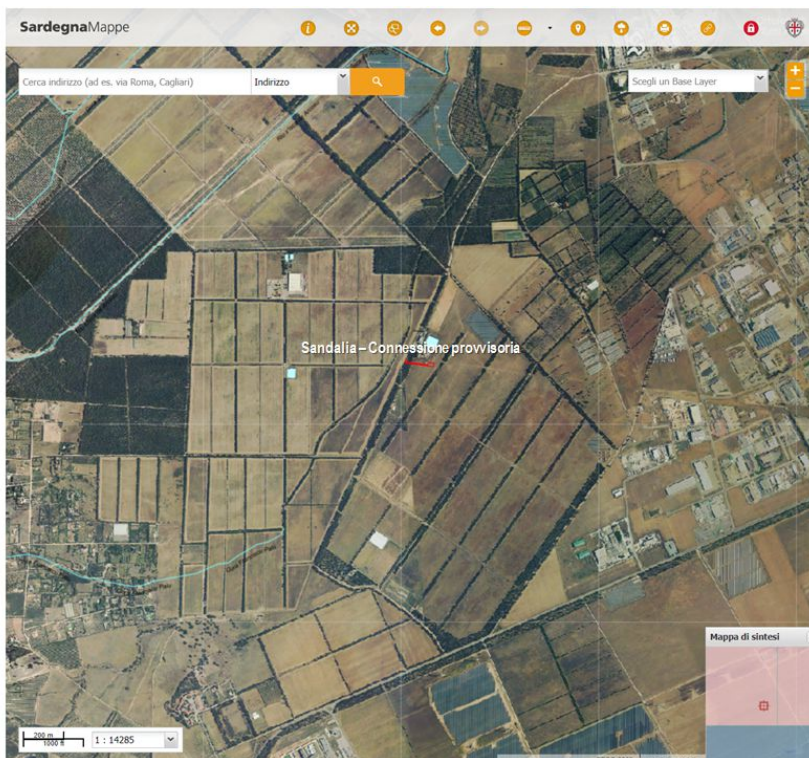 SardegnaMappe
Cerca indirizzo (ad es. via Roma, Cagliari)
Indirizzo
Scegli un Base Layer
Sandalia – Connessione provvisoria
Mappa di sintesi
200 m
1000 ft
1 : 14285